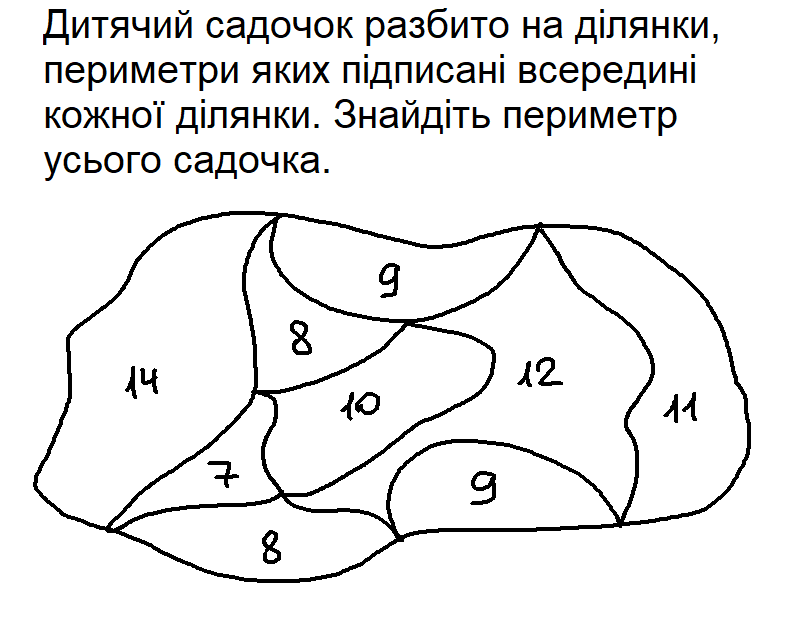 Дитячий садочок разбито на ділянки,
периметри яких підписані всередині
кожної ділянки. Знайдіть периметр
усього садочка.
9
8
14
12
10
11
7
9
8